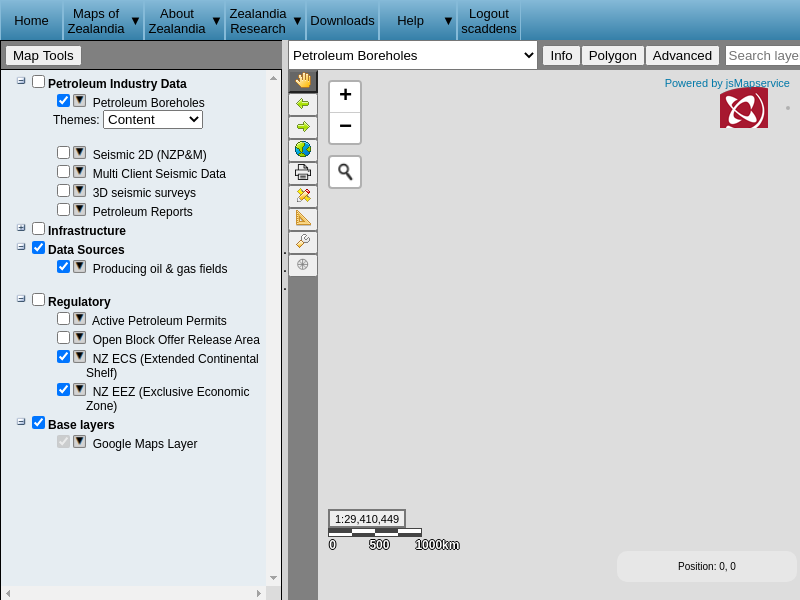 Home
Maps of Zealandia ▼
About Zealandia ▼
Zealandia Research ▼
Downloads
Help ▼
Logout scaddens
Map Tools
Petroleum Boreholes
Info
Polygon
Advanced
Search laye
Petroleum Industry Data
Petroleum Boreholes
Themes: Content
Seismic 2D (NZP&M)
Multi Client Seismic Data
3D seismic surveys
Petroleum Reports
Infrastructure
Data Sources
Producing oil & gas fields
Regulatory
Active Petroleum Permits
Open Block Offer Release Area
NZ ECS (Extended Continental
Shelf)
NZ EEZ (Exclusive Economic
Zone)
Base layers
Google Maps Layer
+
−
Powered by jsMapservice
1:29,410,449
0 500 1000km
Position: 0, 0